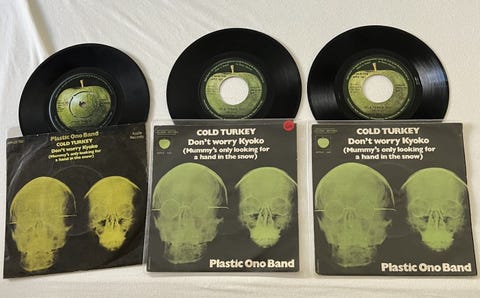 Plastic Ono Band
COLD TURKEY
Don't worry Kyoko
(Mummy's only looking for
a hand in the snow)
Apple
Records
COLD TURKEY
Don't worry Kyoko
(Mummy's only looking for
a hand in the snow)
Plastic Ono Band
COLD TURKEY
Don't worry Kyoko
(Mummy's only looking for
a hand in the snow)
Plastic Ono Band